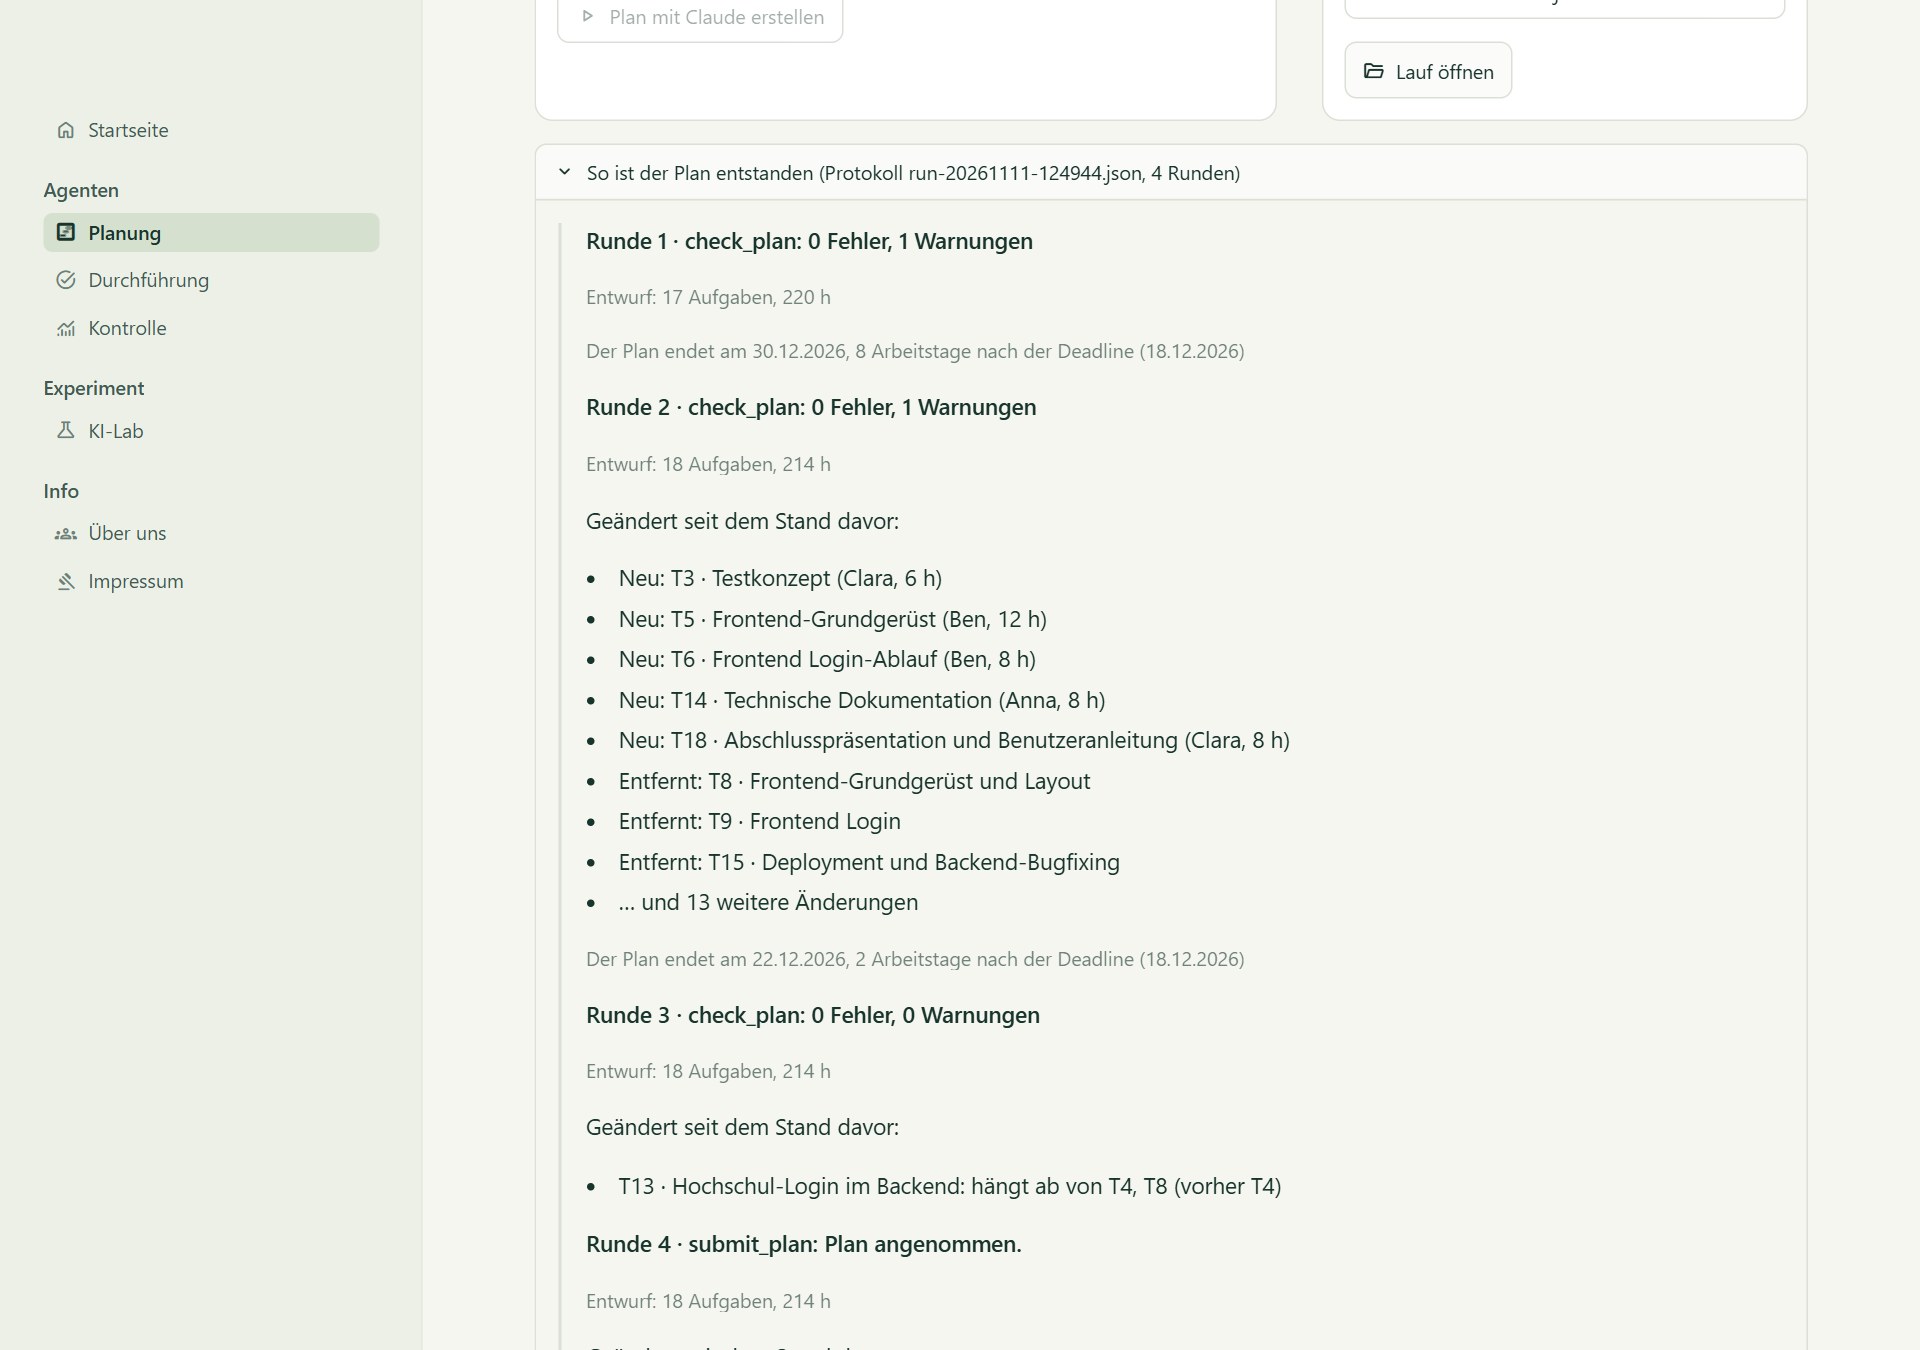 Plan mit Claude erstellen
Lauf öffnen
Startseite
Agenten
Planung
Durchführung
Kontrolle
Experiment
KI-Lab
Info
Über uns
Impressum
So ist der Plan entstanden (Protokoll run-20261111-124944.json, 4 Runden)
Runde 1 · check_plan: 0 Fehler, 1 Warnungen
Entwurf: 17 Aufgaben, 220 h
Der Plan endet am 30.12.2026, 8 Arbeitstage nach der Deadline (18.12.2026)
Runde 2 · check_plan: 0 Fehler, 1 Warnungen
Entwurf: 18 Aufgaben, 214 h
Geändert seit dem Stand davor:
• Neu: T3 · Testkonzept (Clara, 6 h)
• Neu: T5 · Frontend-Grundgerüst (Ben, 12 h)
• Neu: T6 · Frontend Login-Ablauf (Ben, 8 h)
• Neu: T14 · Technische Dokumentation (Anna, 8 h)
• Neu: T18 · Abschlusspräsentation und Benutzeranleitung (Clara, 8 h)
• Entfernt: T8 · Frontend-Grundgerüst und Layout
• Entfernt: T9 · Frontend Login
• Entfernt: T15 · Deployment und Backend-Bugfixing
• ... und 13 weitere Änderungen
Der Plan endet am 22.12.2026, 2 Arbeitstage nach der Deadline (18.12.2026)
Runde 3 · check_plan: 0 Fehler, 0 Warnungen
Entwurf: 18 Aufgaben, 214 h
Geändert seit dem Stand davor:
• T13 · Hochschul-Login im Backend: hängt ab von T4, T8 (vorher T4)
Runde 4 · submit_plan: Plan angenommen.
Entwurf: 18 Aufgaben, 214 h